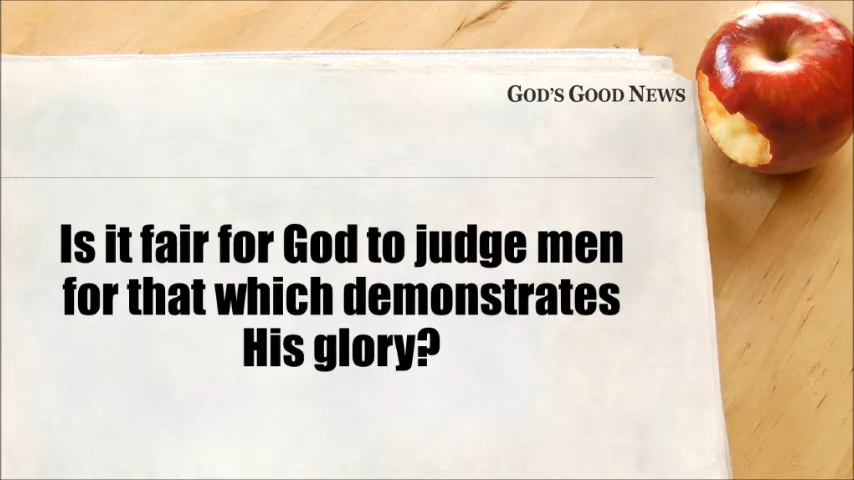 GOD'S GOOD NEWS
Is it fair for God to judge men
for that which demonstrates
His glory?